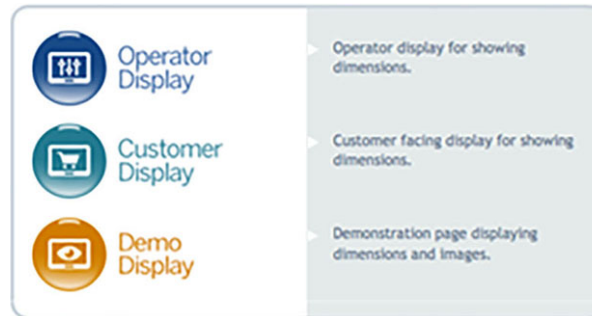 Operator
Display
Operator display for showing
dimensions.
Customer
Display
Customer facing display for showing
dimensions.
Demo
Display
Demonstration page displaying
dimensions and images.